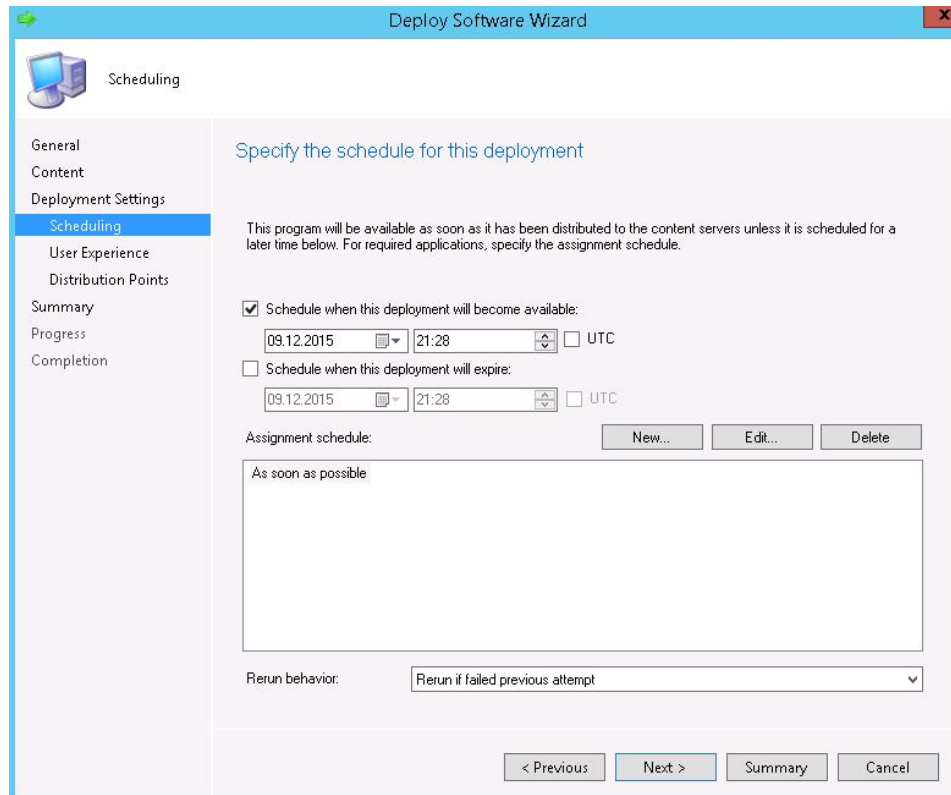 Deploy Software Wizard
X
Scheduling
General
Content
Deployment Settings
Scheduling
User Experience
Distribution Points
Summary
Progress
Completion
Specify the schedule for this deployment
This program will be available as soon as it has been distributed to the content servers unless it is scheduled for a
later time below. For required applications, specify the assignment schedule.
Schedule when this deployment will become available:
09.12.2015 21:28 UTC
Schedule when this deployment will expire:
09.12.2015 21:28 UTC
Assignment schedule: New... Edit... Delete
As soon as possible
Rerun behavior: Rerun if failed previous attempt
< Previous Next > Summary Cancel